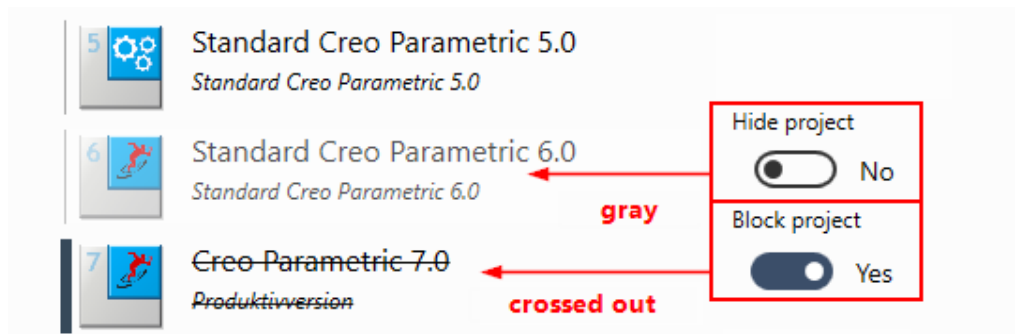 5
Standard Creo Parametric 5.0
Standard Creo Parametric 5.0
Hide project
6
Standard Creo Parametric 6.0
No
Standard Creo Parametric 6.0
gray
Block project
7
Creo Parametric 7.0
Yes
Produktivversion
crossed out